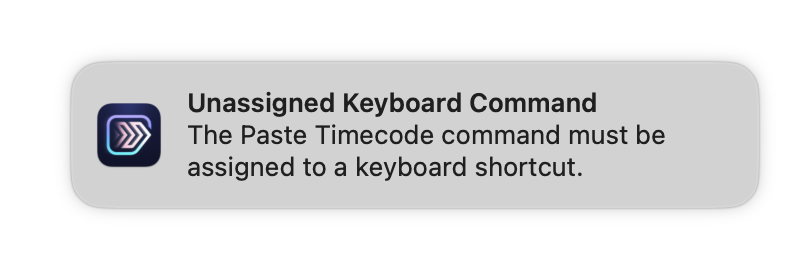 Unassigned Keyboard Command
The Paste Timecode command must be
assigned to a keyboard shortcut.